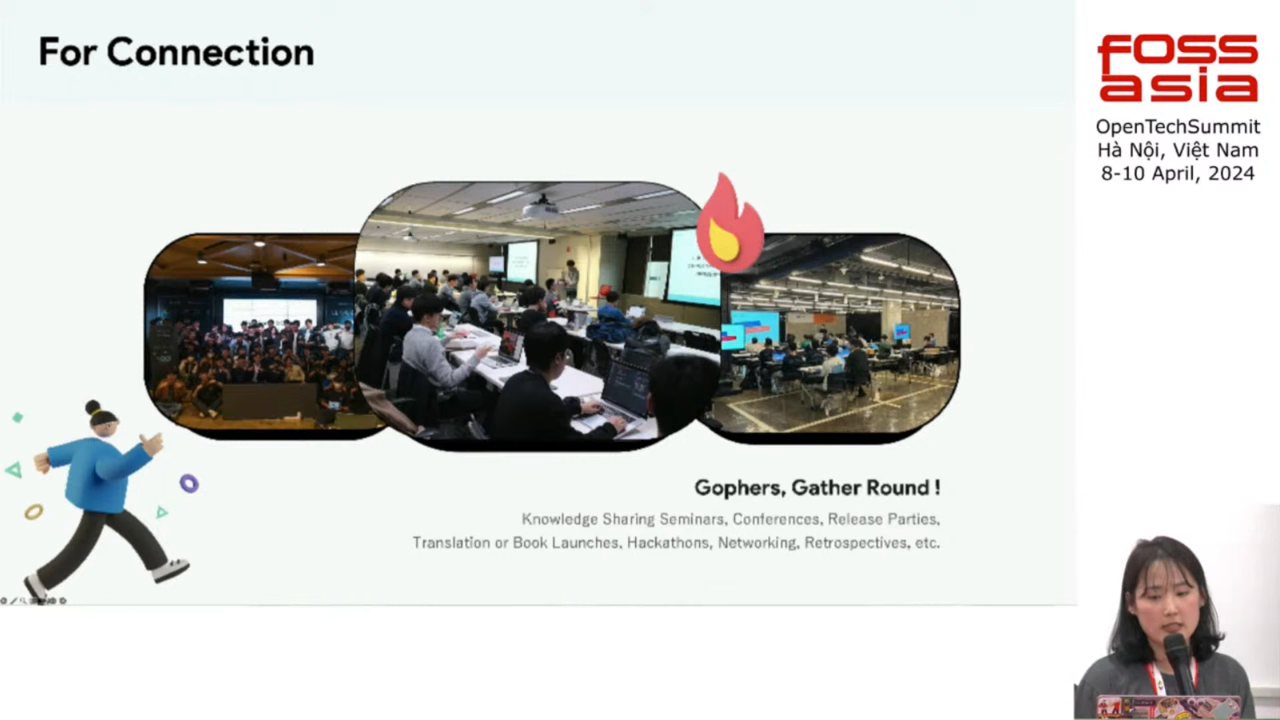 For Connection
Gophers, Gather Round !
Knowledge Sharing Seminars, Conferences, Release Parties,
Translation or Book Launches, Hackathons, Networking, Retrospectives, etc.
FOSS
asia
OpenTechSummit
Hà Nội, Việt Nam
8-10 April, 2024